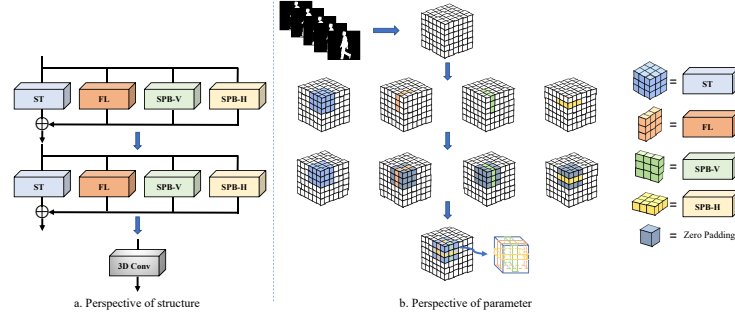 ST FL SPB-V SPB-H
ST FL SPB-V SPB-H
3D Conv
a. Perspective of structure
b. Perspective of parameter
= ST
= FL
= SPB-V
= SPB-H
= Zero Padding